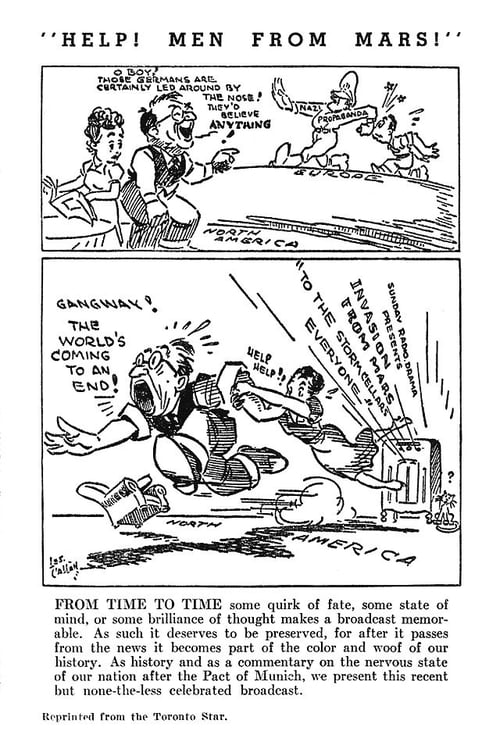 "HELP! MEN FROM MARS!"
O BOY!
THOSE GERMANS ARE
CERTAINLY LED AROUND BY
THE NOSE!
THEY'D
BELIEVE
ANYTHING
NAZI
PROPAGANDA
EUROPE
NORTH
AMERICA
GANGWAY!
THE
WORLD'S
COMING
TO AN
END!
HELP
HELP!!
SUNDAY RADIO DRAMA
PRESENTS
INVASION
FROM MARS
"TO THE STORM CELLARS
EVERYONE
?
NEWS
NORTH
AMERICA
Les
Callan
FROM TIME TO TIME some quirk of fate, some state of
mind, or some brilliance of thought makes a broadcast memor-
able. As such it deserves to be preserved, for after it passes
from the news it becomes part of the color and woof of our
history. As history and as a commentary on the nervous state
of our nation after the Pact of Munich, we present this recent
but none-the-less celebrated broadcast.
Reprinted from the Toronto Star.